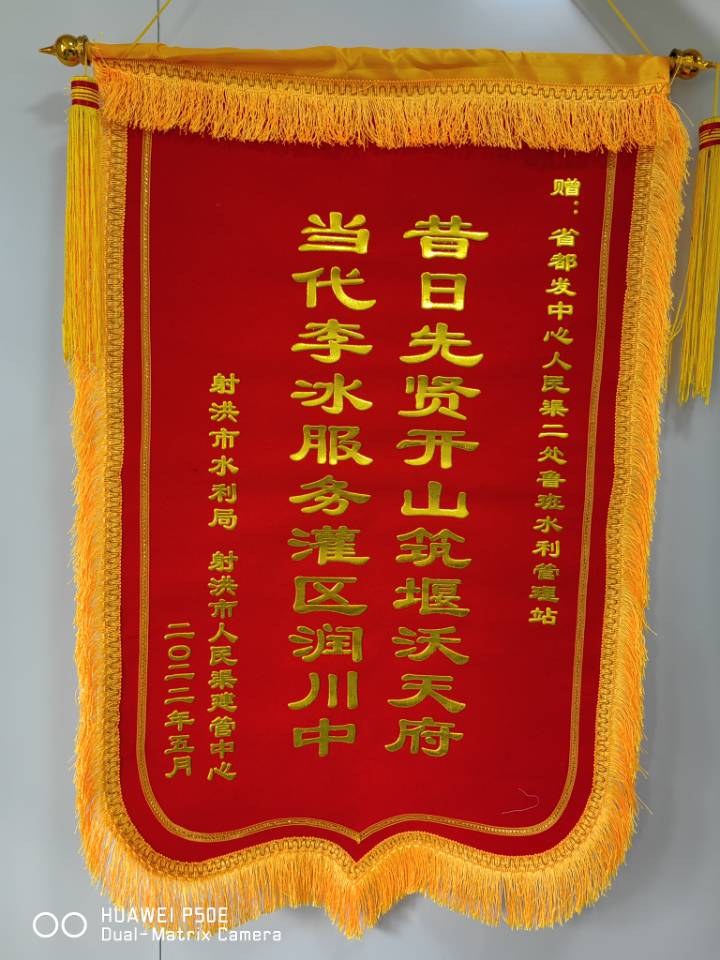 赠：省都发中心人民渠二处鲁班水利管理站
昔日先贤开山筑堰沃天府
当代李冰服务灌区润川中
射洪市水利局 射洪市人民渠建管中心
二〇二二年五月
HUAWEI P50E
Dual-Matrix Camera